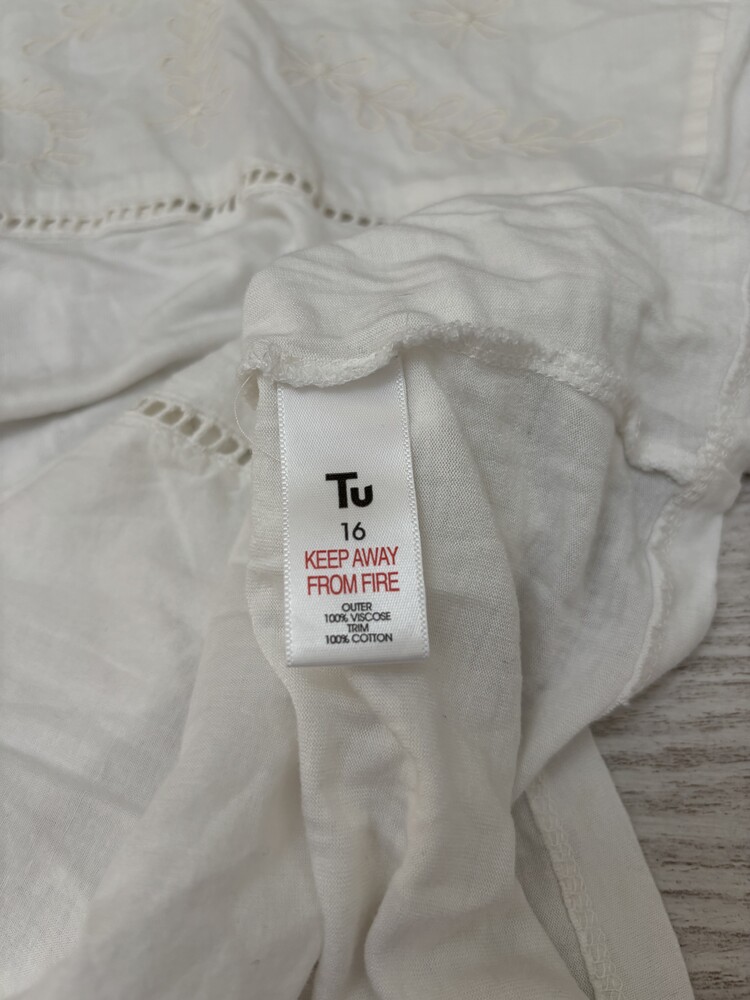 Tu
16
KEEP AWAY
FROM FIRE
OUTER
100% VISCOSE
TRIM
100% COTTON